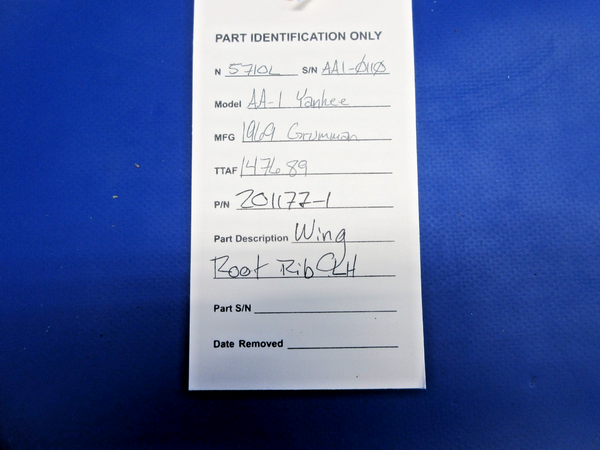 PART IDENTIFICATION ONLY
N 5710L S/N AA1-0110
Model AA-1 Yankee
MFG 1969 Grumman
TTAF 1476.89
P/N 201177-1
Part Description Wing
Root Rib LH
Part S/N
Date Removed